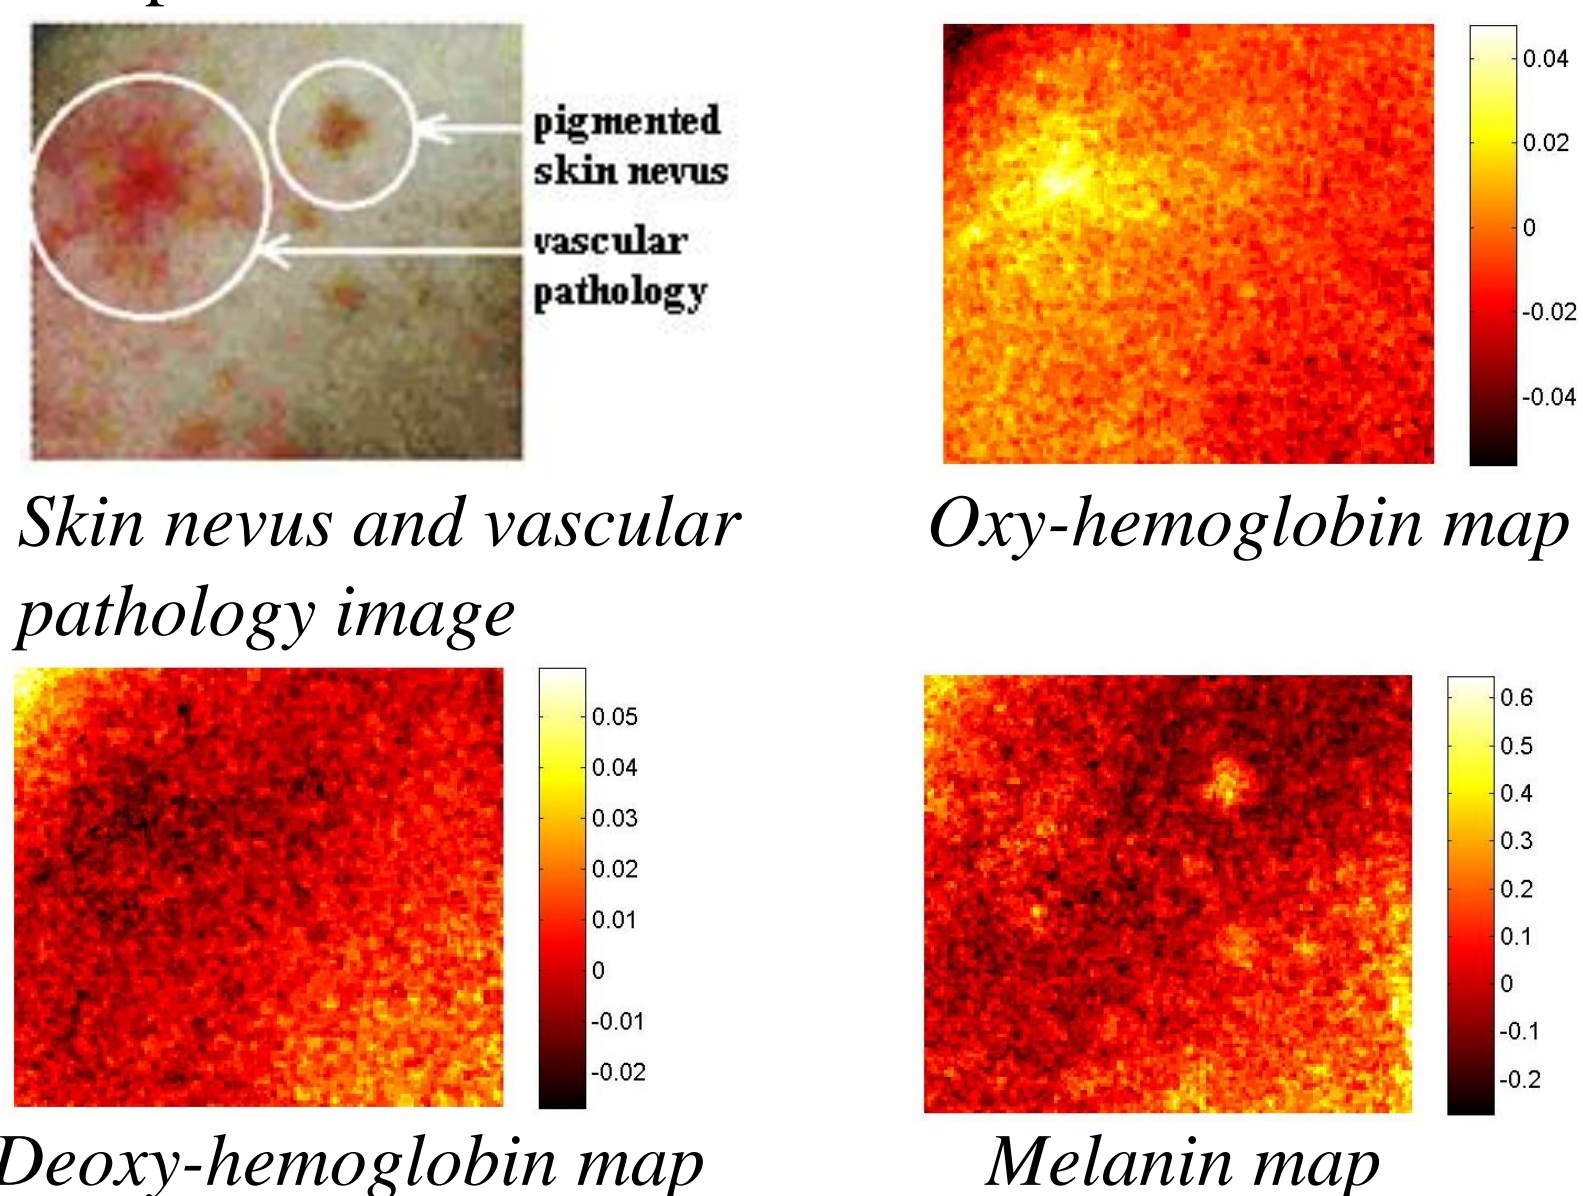 pigmented
skin nevus
vascular
pathology
0.04
0.02
0
-0.02
-0.04
Skin nevus and vascular
pathology image
Oxy-hemoglobin map
0.05
0.04
0.03
0.02
0.01
0
-0.01
-0.02
0.6
0.5
0.4
0.3
0.2
0.1
0
-0.1
-0.2
Deoxy-hemoglobin map
Melanin map